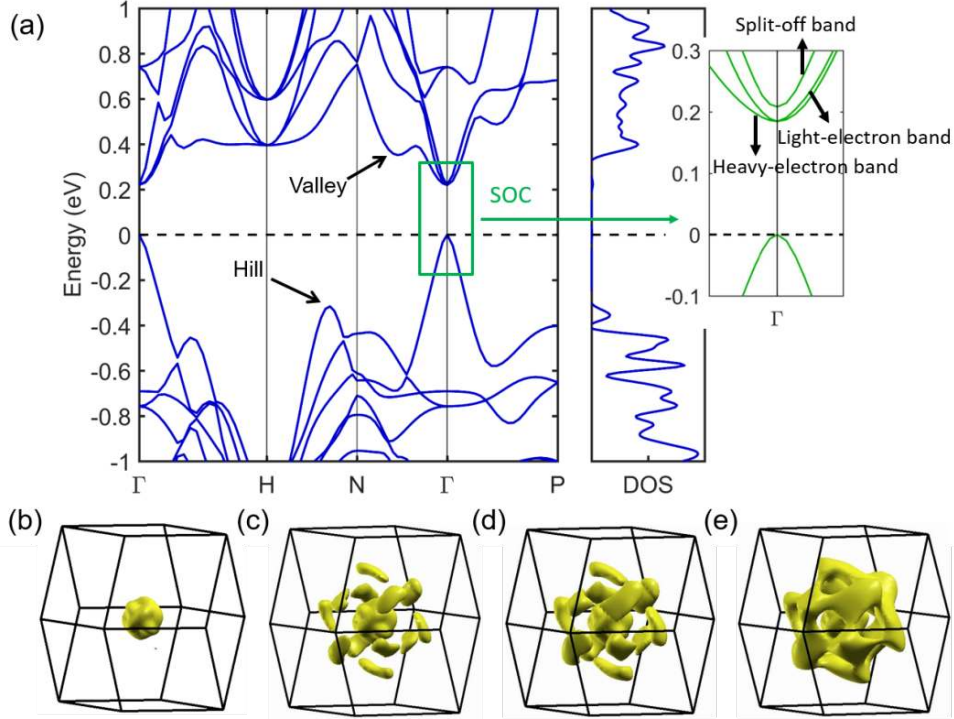 (a)
Energy (eV)
1
0.8
0.6
0.4
0.2
0
-0.2
-0.4
-0.6
-0.8
-1
Valley
Hill
SOC
Γ
H
N
Γ
P
DOS
Split-off band
0.3
0.2
Light-electron band
Heavy-electron band
0.1
0
-0.1
Γ
(b)
(c)
(d)
(e)